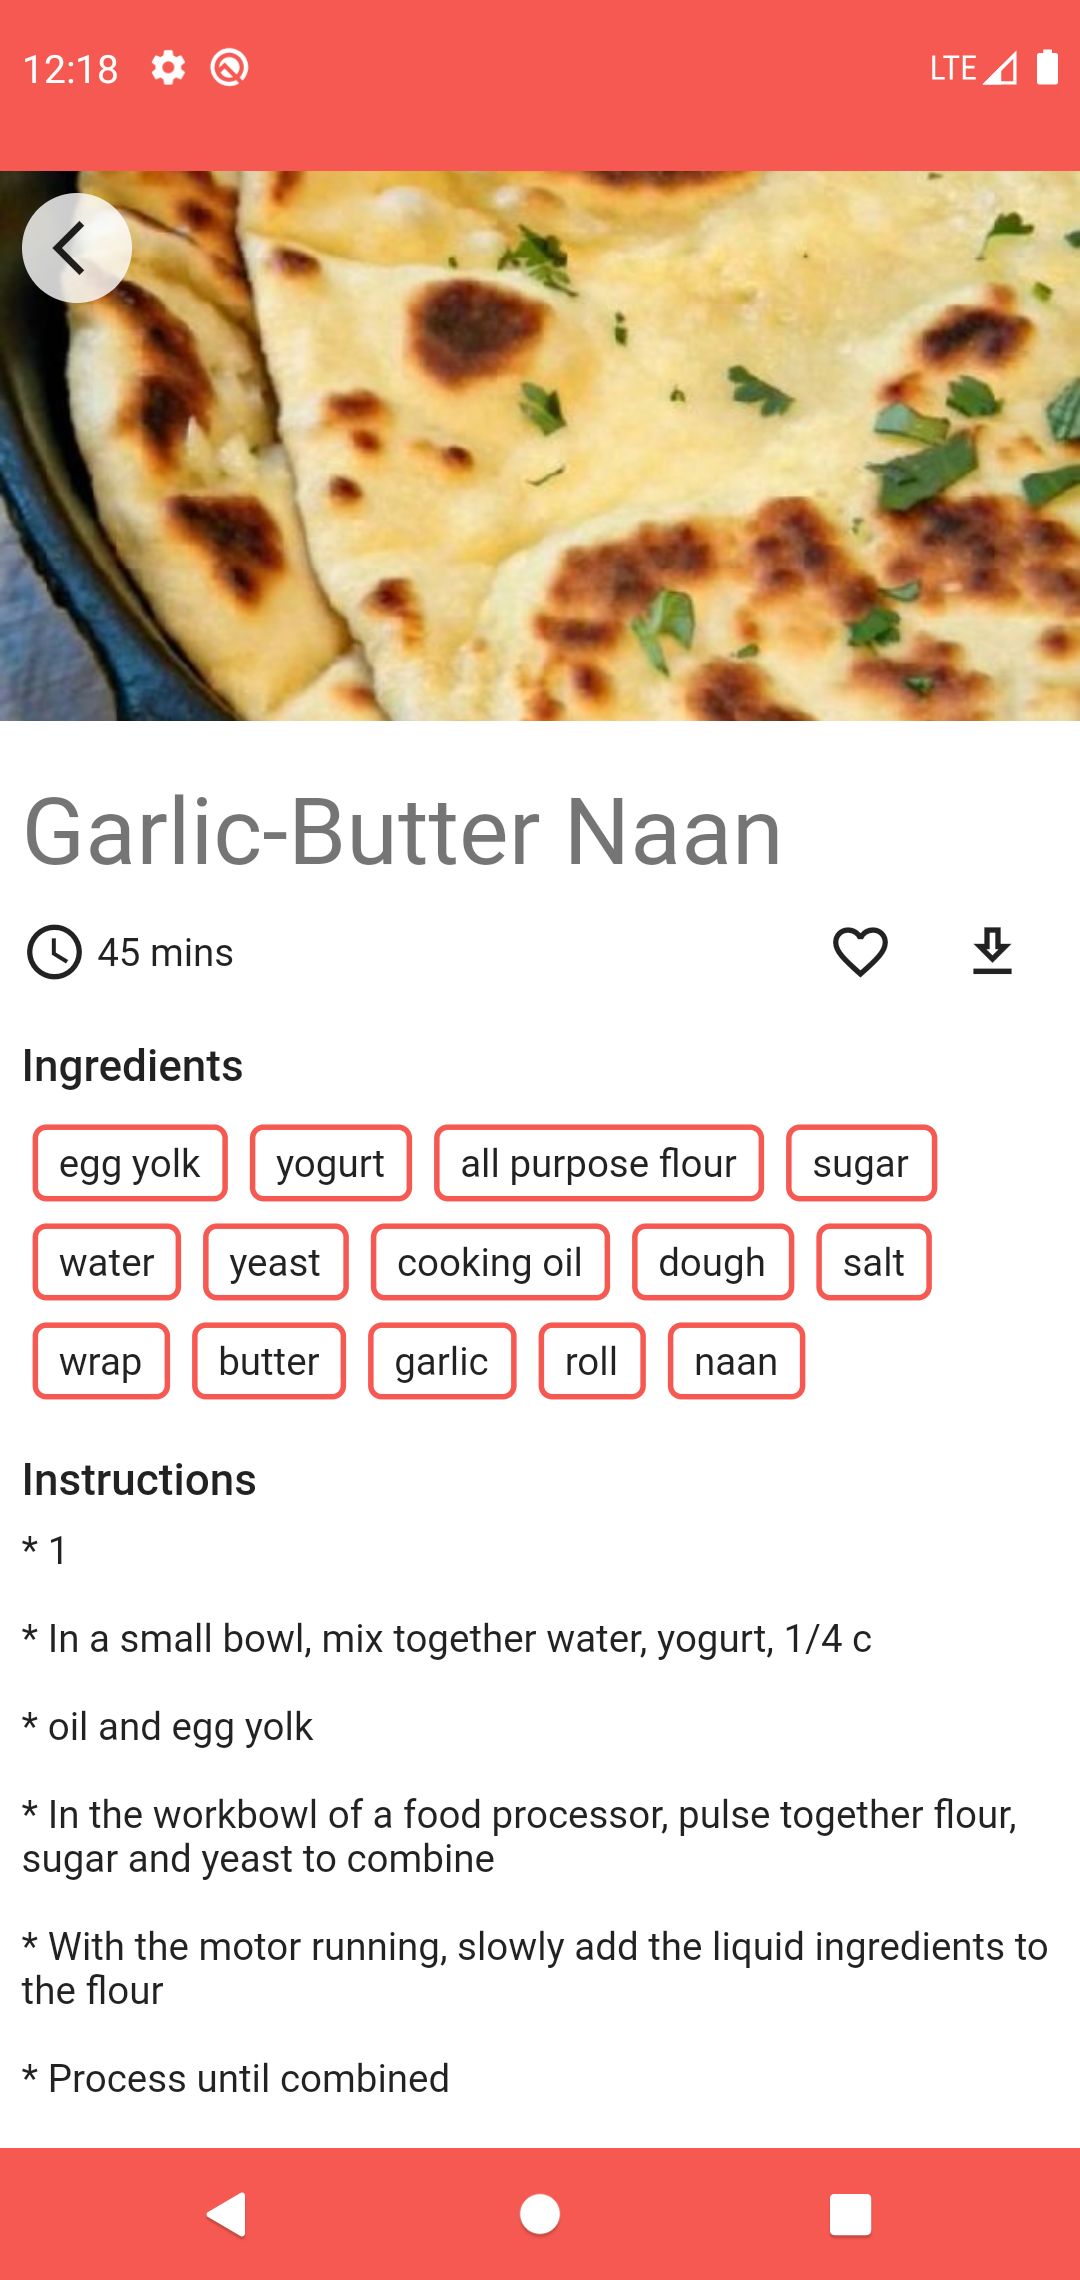 12:18
LTE
Garlic-Butter Naan
45 mins
Ingredients
egg yolk yogurt all purpose flour sugar
water yeast cooking oil dough salt
wrap butter garlic roll naan
Instructions
* 1
* In a small bowl, mix together water, yogurt, 1/4 c
* oil and egg yolk
* In the workbowl of a food processor, pulse together flour,
sugar and yeast to combine
* With the motor running, slowly add the liquid ingredients to
the flour
* Process until combined